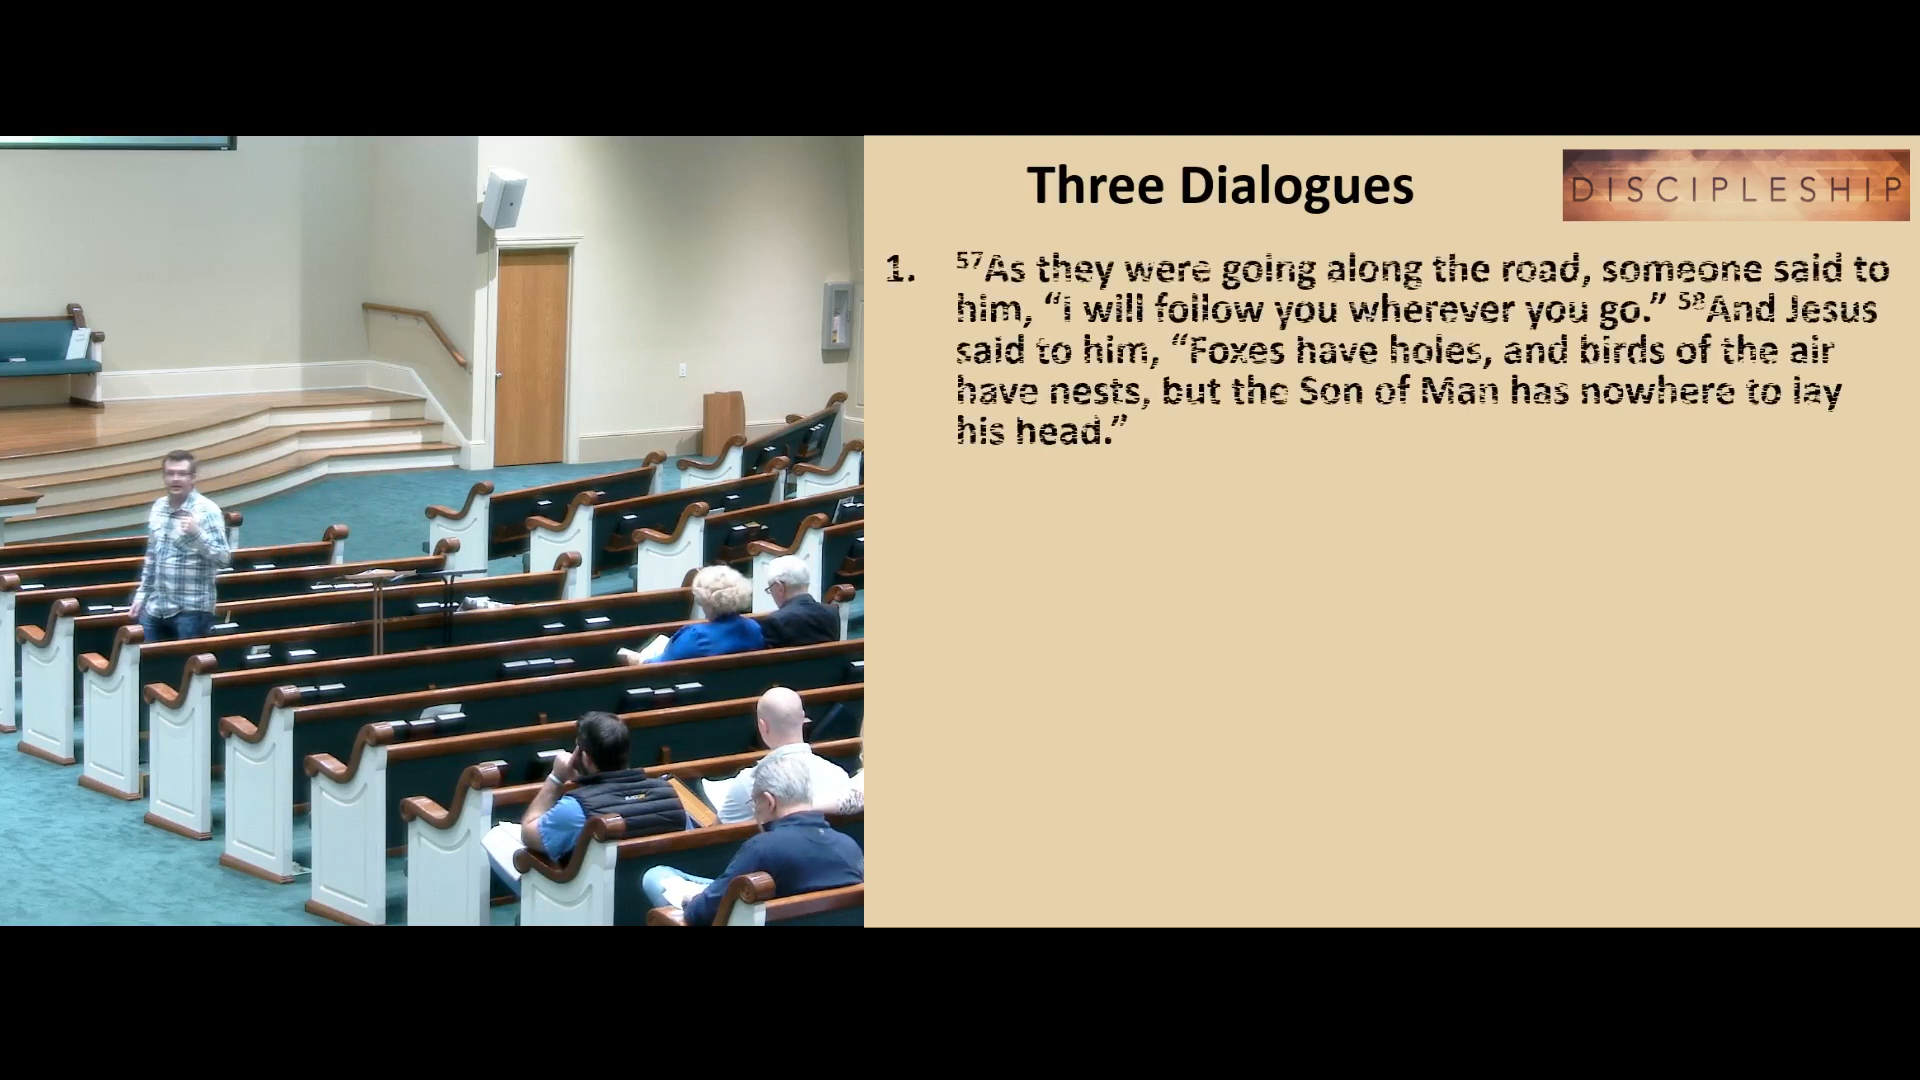 Three Dialogues
DISCIPLESHIP
1. ⁵⁷As they were going along the road, someone said to
him, “I will follow you wherever you go.” ⁵⁸And Jesus
said to him, “Foxes have holes, and birds of the air
have nests, but the Son of Man has nowhere to lay
his head.”